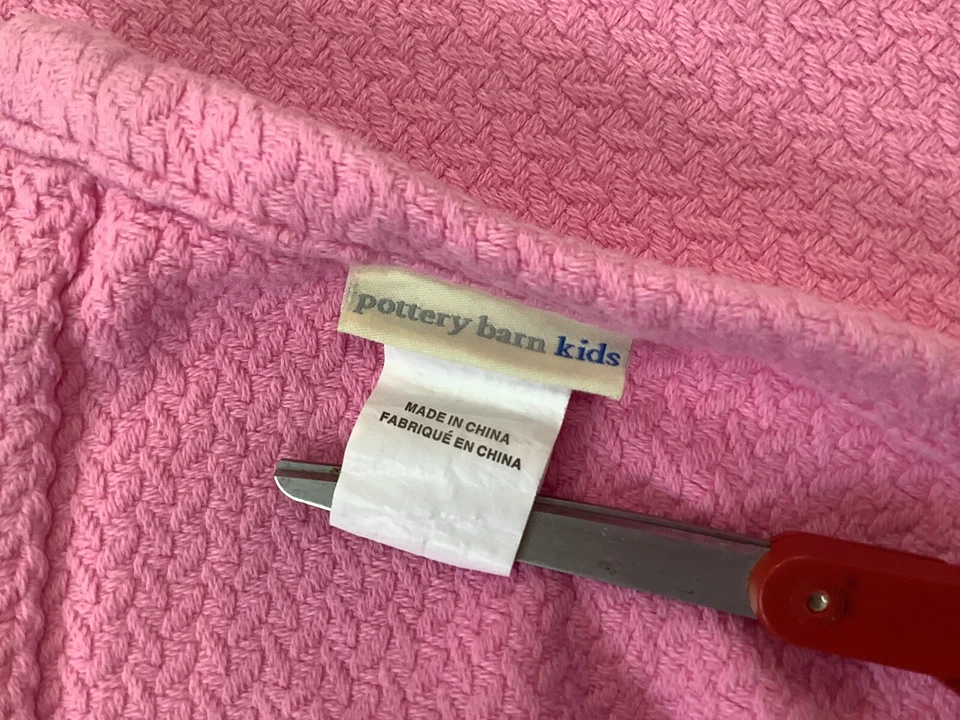 pottery barn kids
MADE IN CHINA
FABRIQUÉ EN CHINA